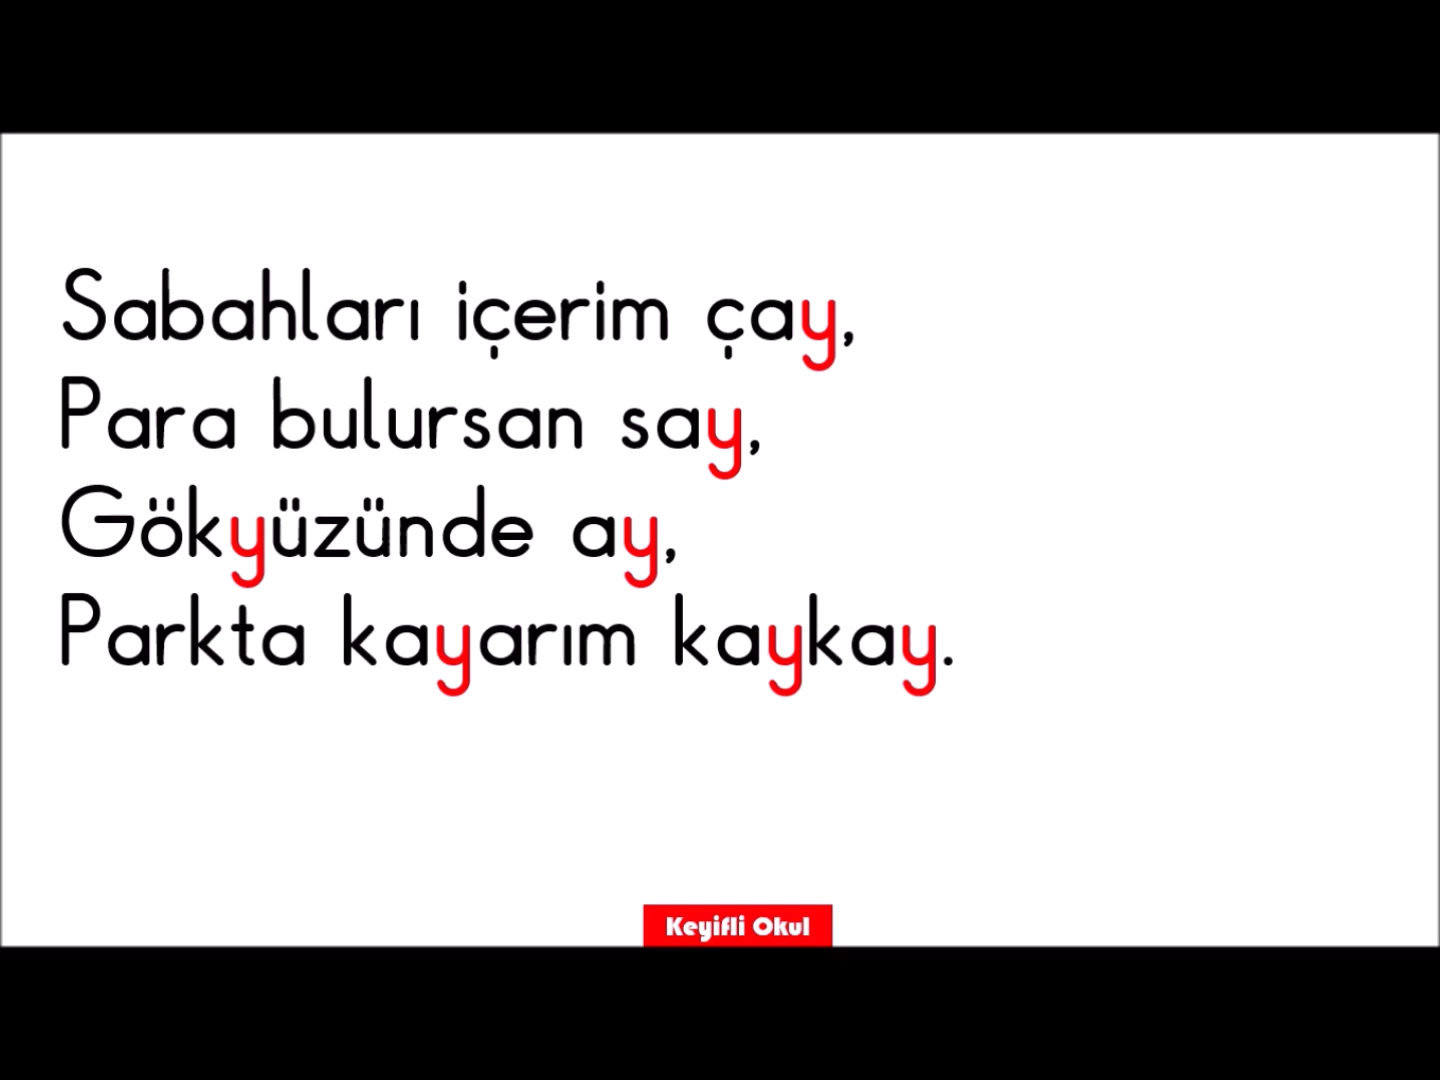 Sabahları içerim çay,
Para bulursan say,
Gökyüzünde ay,
Parkta kayarım kaykay.
Keyifli Okul